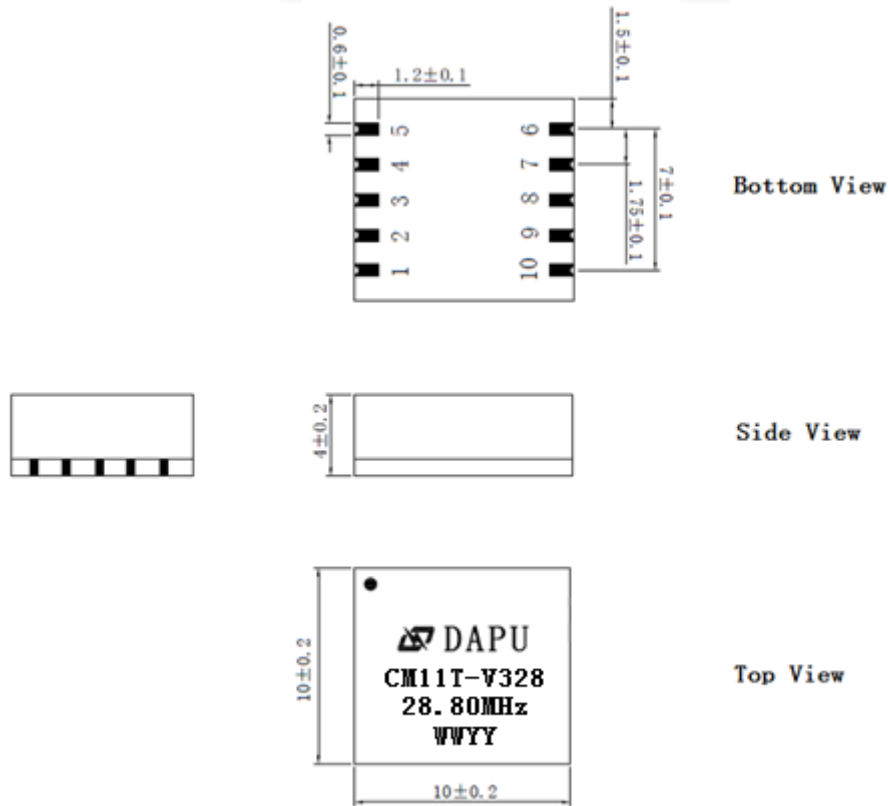 1.5±0.1
0.6±0.1
1.2±0.1
5
6
4
7
3
8
2
9
1
10
1.75±0.1
7±0.1
Bottom View
4±0.2
Side View
10±0.2
DAPU
CM11T-V328
28.80MHz
WWYY
Top View
10±0.2